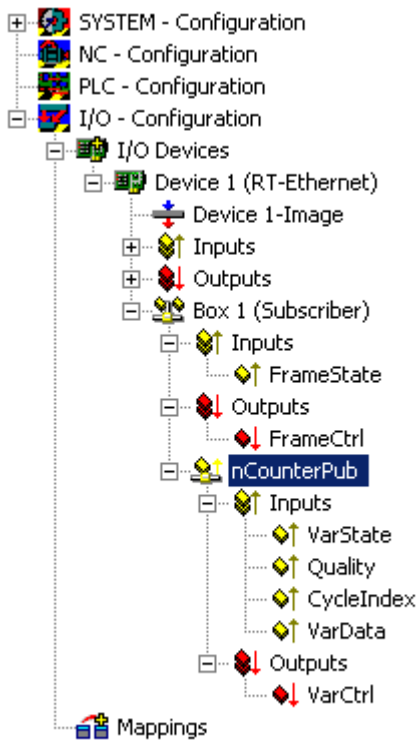 SYSTEM - Configuration
NC - Configuration
PLC - Configuration
I/O - Configuration
I/O Devices
Device 1 (RT-Ethernet)
Device 1-Image
Inputs
Outputs
Box 1 (Subscriber)
Inputs
FrameState
Outputs
FrameCtrl
nCounterPub
Inputs
VarState
Quality
CycleIndex
VarData
Outputs
VarCtrl
Mappings